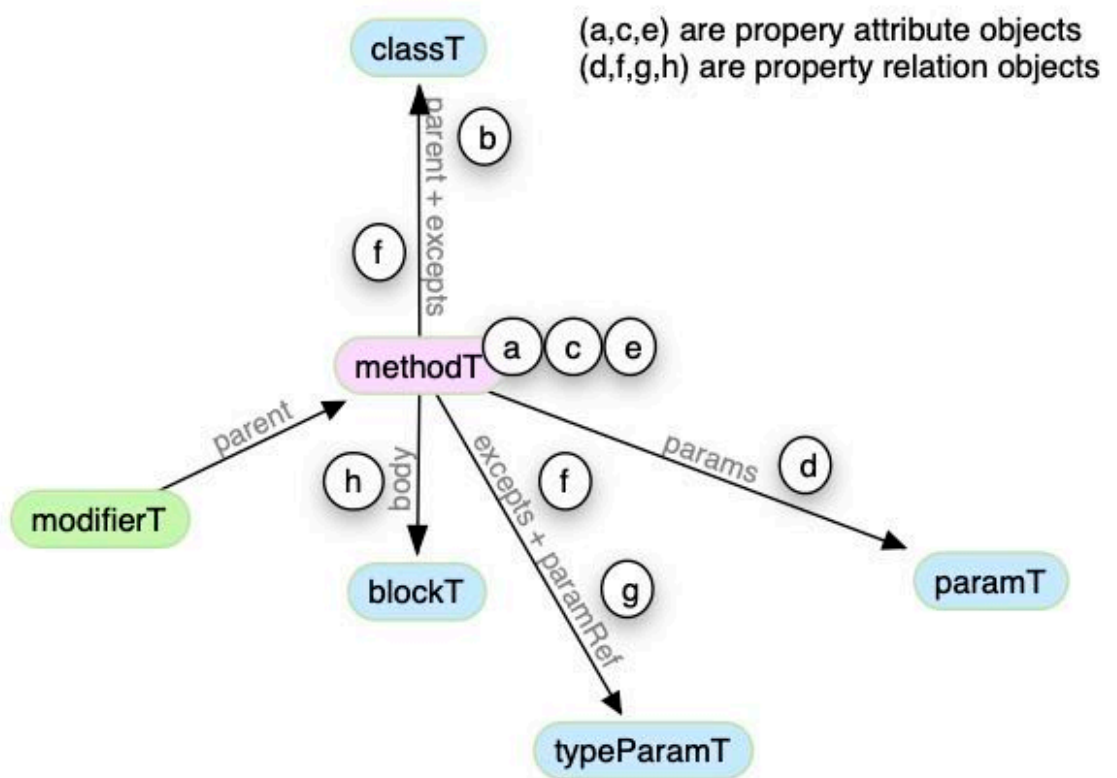 classT
(a,c,e) are propery attribute objects
(d,f,g,h) are property relation objects
b
parent + excepts
f
methodT
a
c
e
parent
params
d
h
body
excepts + paramRef
f
modifierT
g
blockT
paramT
typeParamT